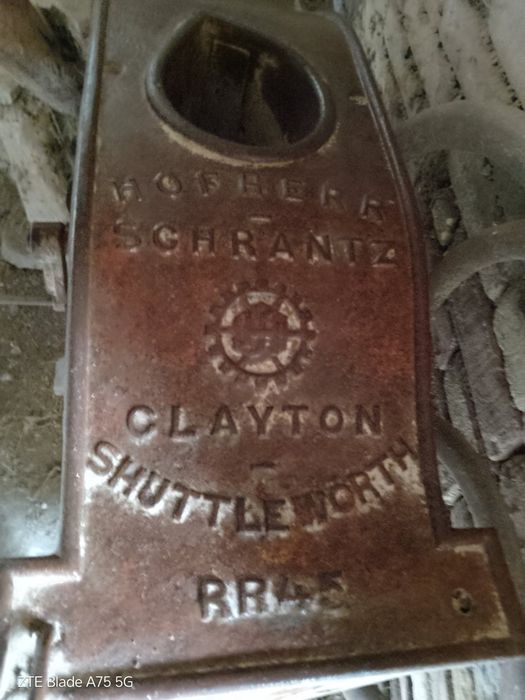 HOFHERR
-
SCHRANTZ
CLAYTON
-
SHUTTLEWORTH
RR45
ZTE Blade A75 5G